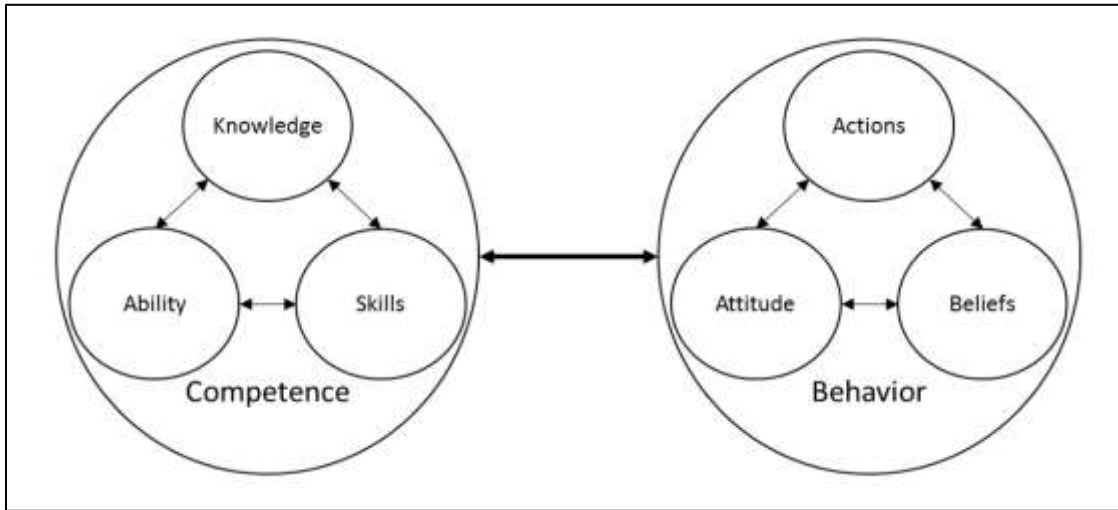 Knowledge
Ability
Skills
Competence
Actions
Attitude
Beliefs
Behavior